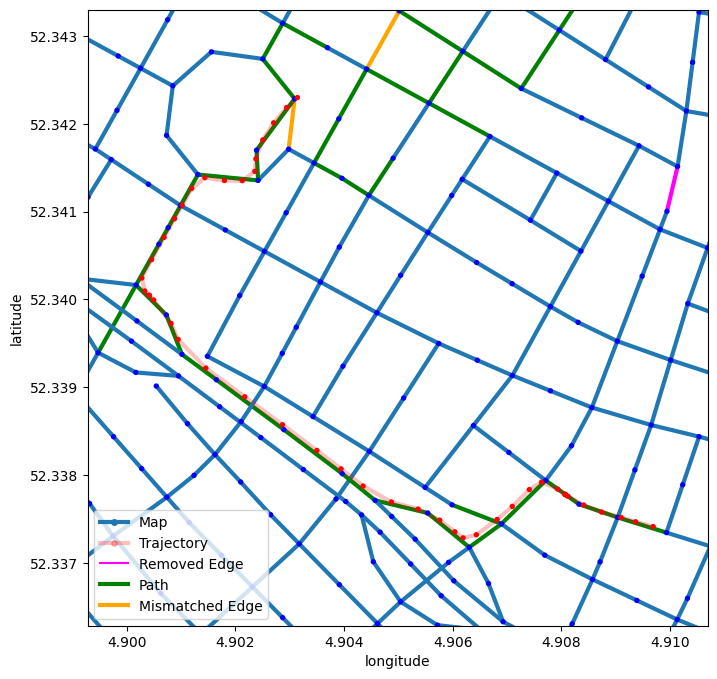 52.343
52.342
52.341
52.340
52.339
52.338
52.337
latitude
Map
Trajectory
Removed Edge
Path
Mismatched Edge
4.900 4.902 4.904 4.906 4.908 4.910
longitude